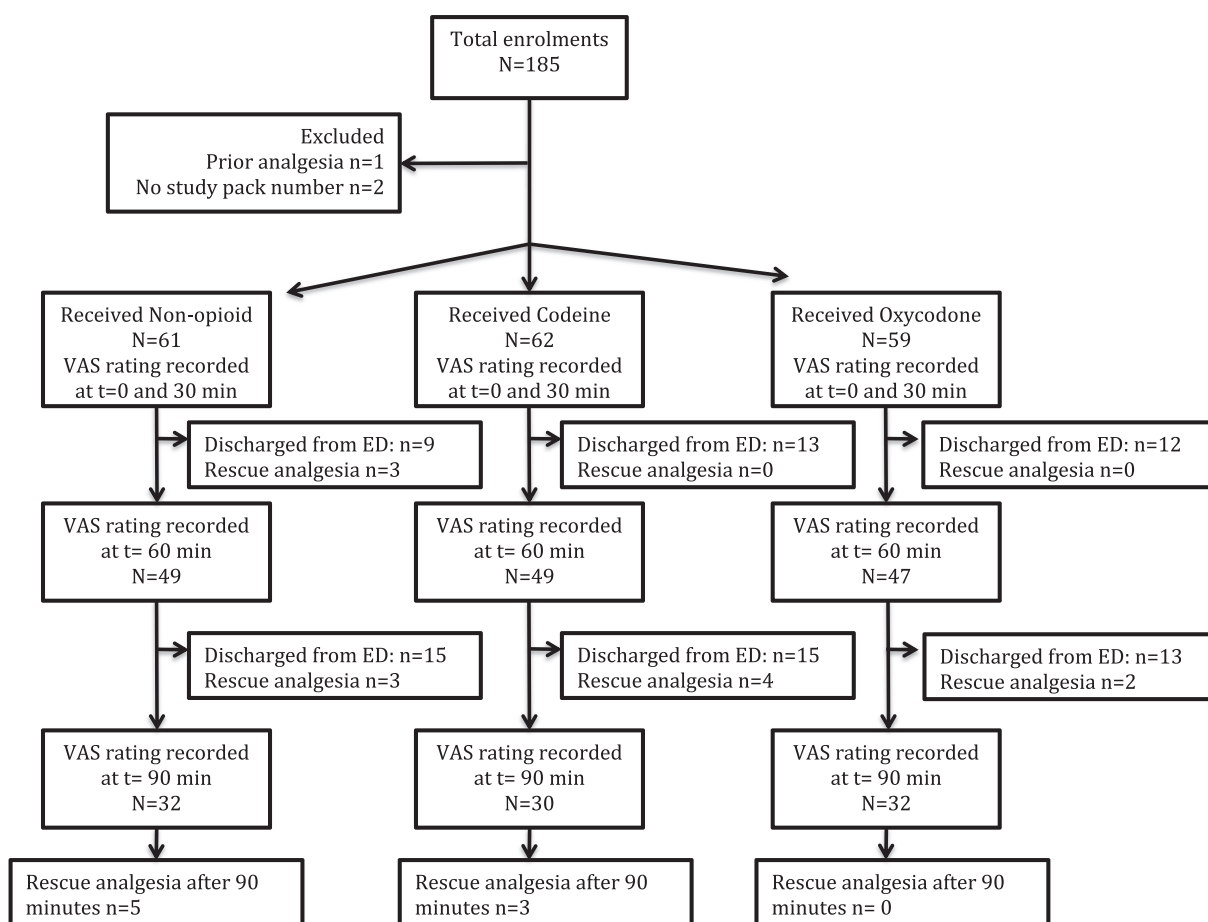 Total enrolments
N=185
Excluded
Prior analgesia n=1
No study pack number n=2
Received Non-opioid
N=61
VAS rating recorded
at t=0 and 30 min
Received Codeine
N=62
VAS rating recorded
at t=0 and 30 min
Received Oxycodone
N=59
VAS rating recorded
at t=0 and 30 min
Discharged from ED: n=9
Rescue analgesia n=3
Discharged from ED: n=13
Rescue analgesia n=0
Discharged from ED: n=12
Rescue analgesia n=0
VAS rating recorded
at t= 60 min
N=49
VAS rating recorded
at t= 60 min
N=49
VAS rating recorded
at t= 60 min
N=47
Discharged from ED: n=15
Rescue analgesia n=3
Discharged from ED: n=15
Rescue analgesia n=4
Discharged from ED: n=13
Rescue analgesia n=2
VAS rating recorded
at t= 90 min
N=32
VAS rating recorded
at t= 90 min
N=30
VAS rating recorded
at t= 90 min
N=32
Rescue analgesia after 90
minutes n=5
Rescue analgesia after 90
minutes n=3
Rescue analgesia after 90
minutes n= 0